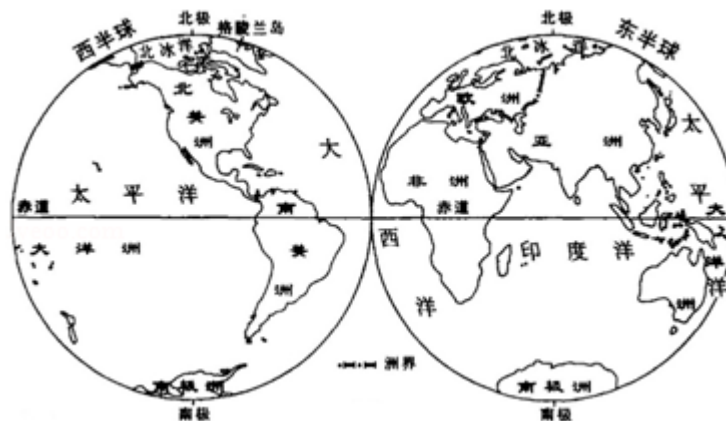 西半球
北极
格陵兰岛
北冰洋
北
美
洲
大
太平洋
赤道
南
美
洲
大洋洲
南极洲
南极
东半球
北极
北冰洋
欧洲
亚洲
太
平
洋
非洲
赤道
西
洋
印度洋
大
洋
洲
洲界
南极洲
南极